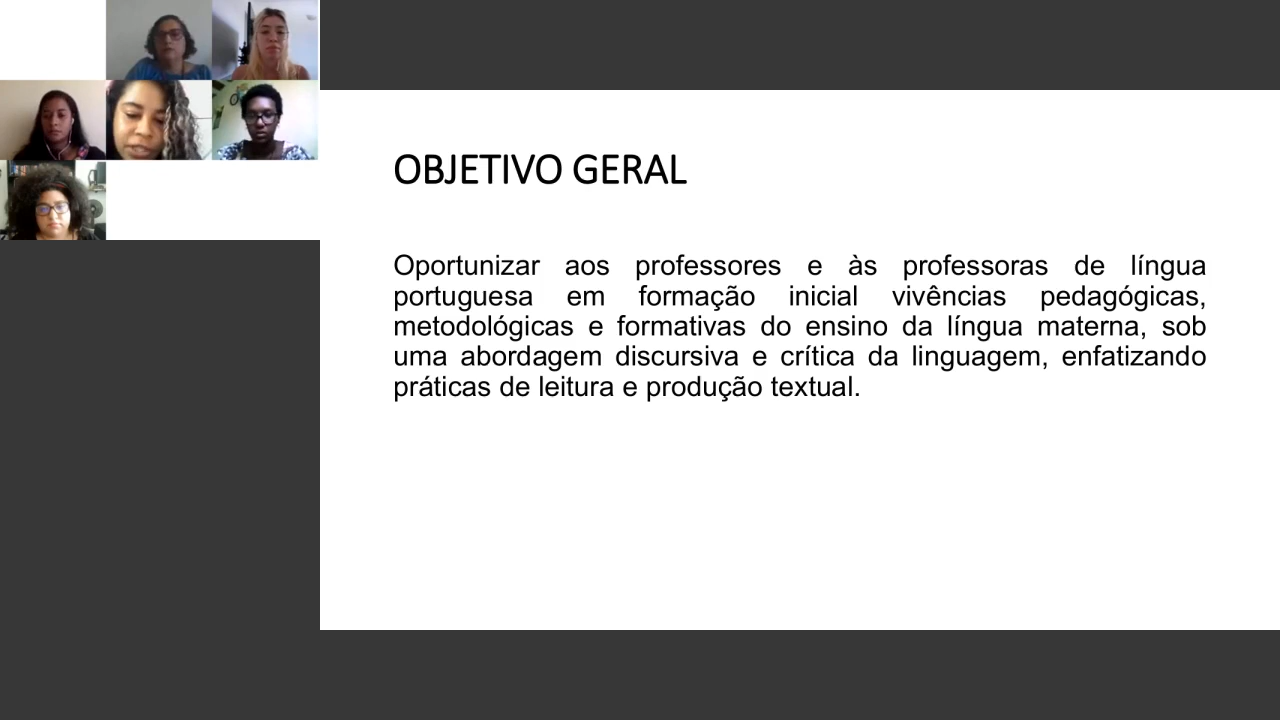 OBJETIVO GERAL
Oportunizar aos professores e às professoras de língua
portuguesa em formação inicial vivências pedagógicas,
metodológicas e formativas do ensino da língua materna, sob
uma abordagem discursiva e crítica da linguagem, enfatizando
práticas de leitura e produção textual.